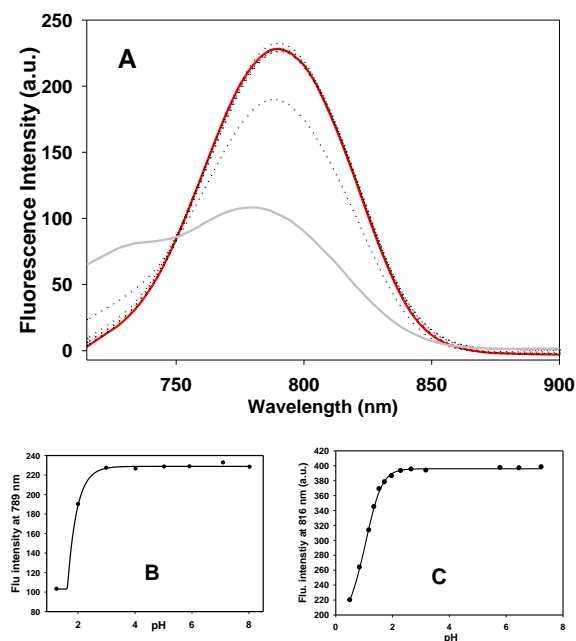 250
200
150
100
50
0
A
Fluorescence Intensity (a.u.)
750 800 850 900
Wavelength (nm)
240
220
200
180
160
140
120
100
80
Flu intensity at 789 nm
B
2 4 6 8
pH
420
400
380
360
340
320
300
280
260
240
220
200
Flu. intenstiy at 816 nm (a.u.)
C
0 2 4 6 8
pH